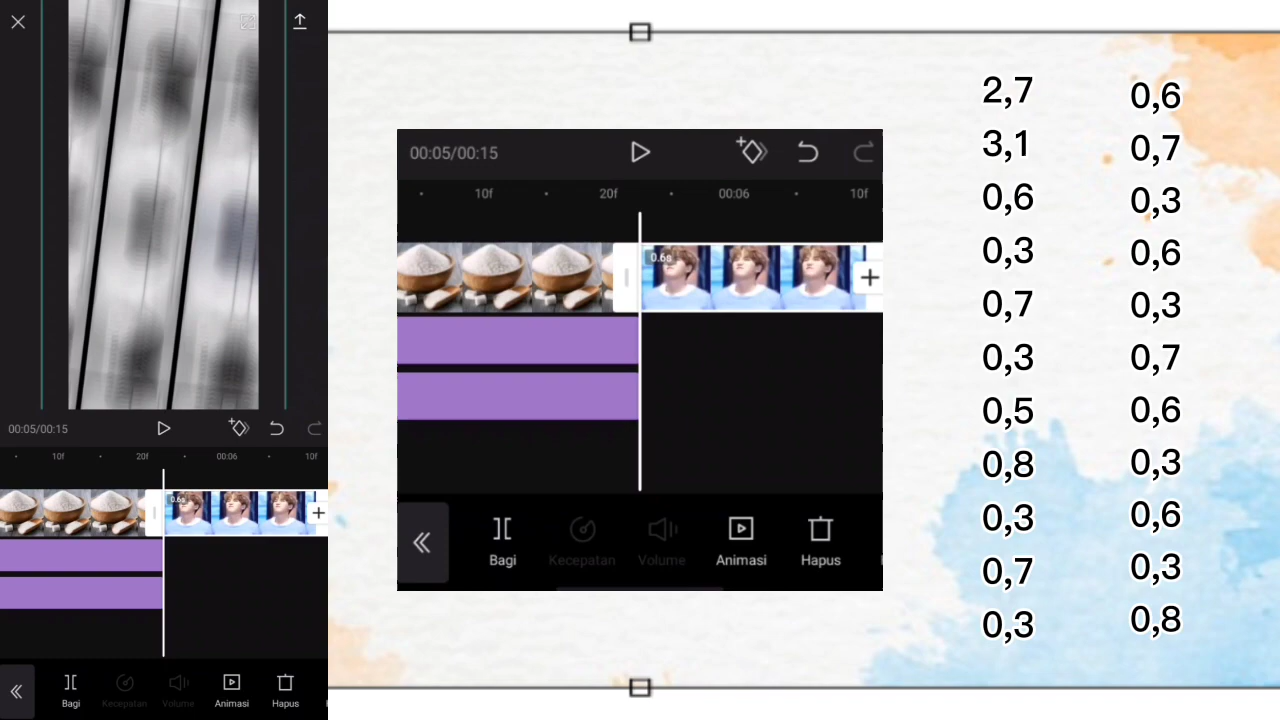 00:05/00:15
10f
20f
00:06
10f
0.6s
Bagi
Kecepatan
Volume
Animasi
Hapus
00:05/00:15
10f
20f
00:06
10f
0.6s
Bagi
Kecepatan
Volume
Animasi
Hapus
2,7
3,1
0,6
0,3
0,7
0,3
0,5
0,8
0,3
0,7
0,3
0,6
0,7
0,3
0,6
0,3
0,7
0,6
0,3
0,6
0,3
0,8